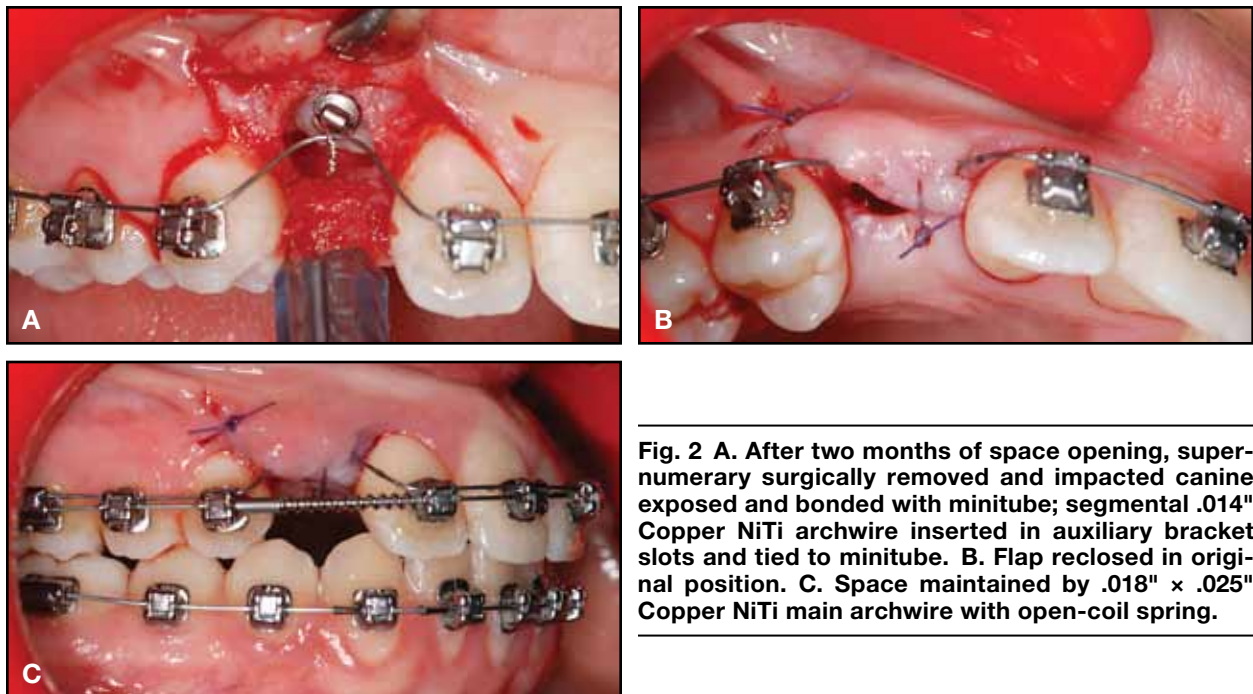 A
B
C
Fig. 2 A. After two months of space opening, super-
numerary surgically removed and impacted canine
exposed and bonded with minitube; segmental .014"
Copper NiTi archwire inserted in auxiliary bracket
slots and tied to minitube. B. Flap reclosed in origi-
nal position. C. Space maintained by .018" × .025"
Copper NiTi main archwire with open-coil spring.